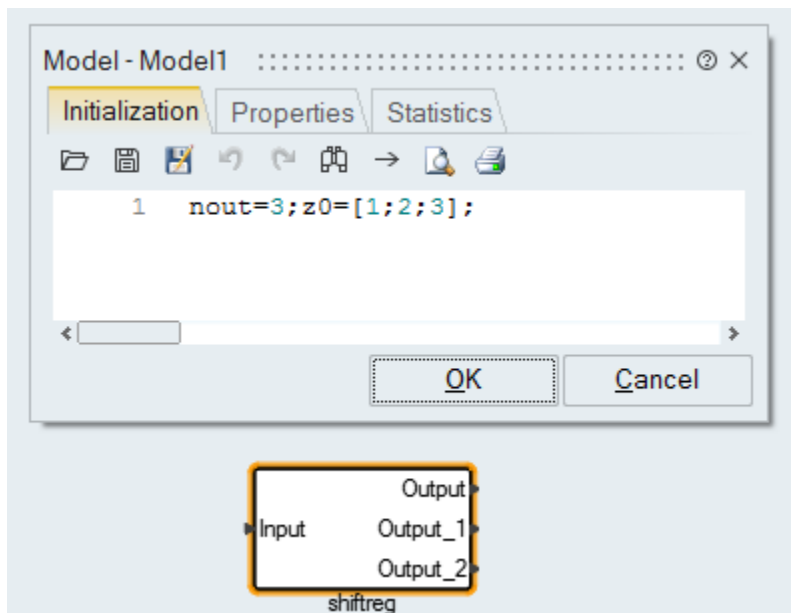 Model - Model1
Initialization Properties Statistics
1 nout=3;z0=[1;2;3];
OK Cancel
Output
Input Output_1
Output_2
shiftreg